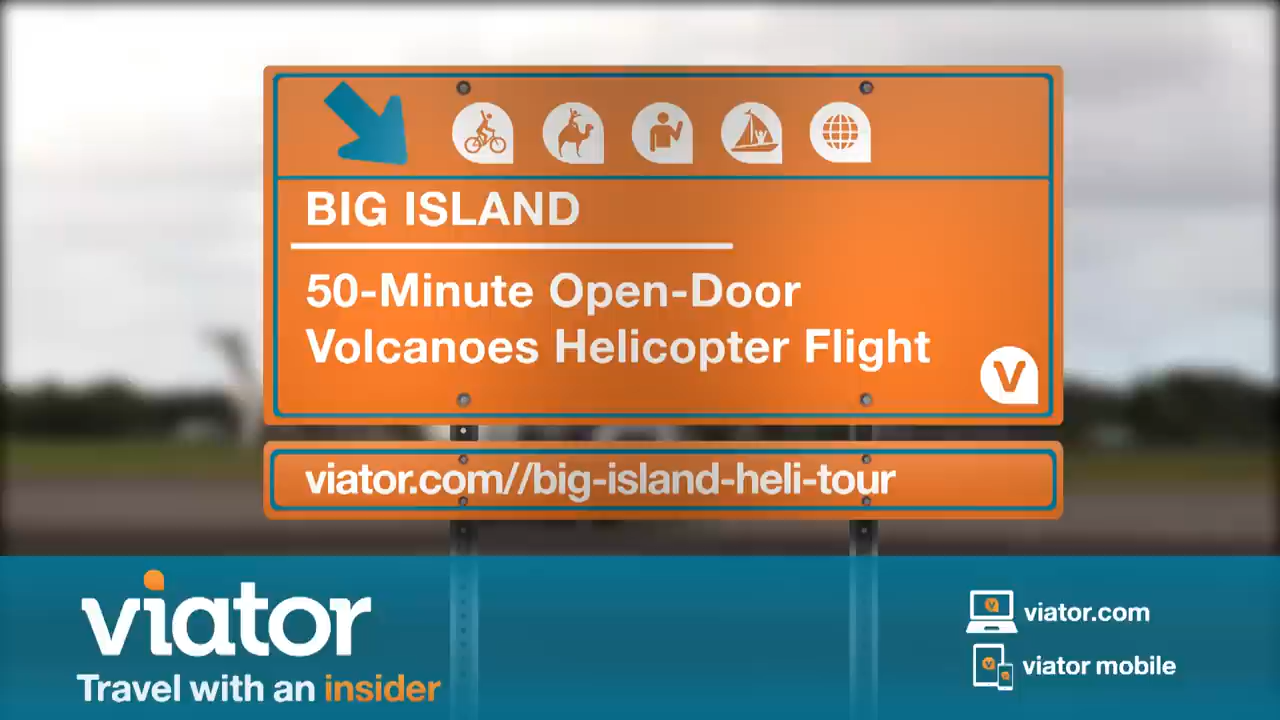 BIG ISLAND
50-Minute Open-Door
Volcanoes Helicopter Flight
V
viator.com//big-island-heli-tour
viator
Travel with an insider
viator.com
viator mobile